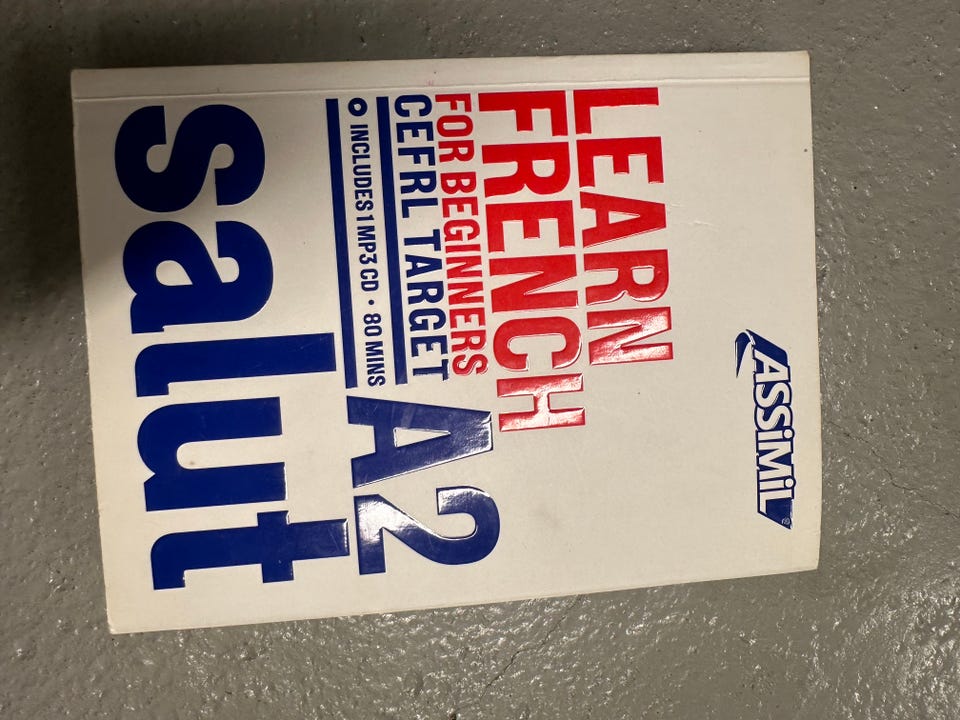 ASSiMiL®
LEARN
FRENCH
FOR BEGINNERS
CEFRL TARGET A2
INCLUDES 1 MP3 CD • 80 MINS
salut